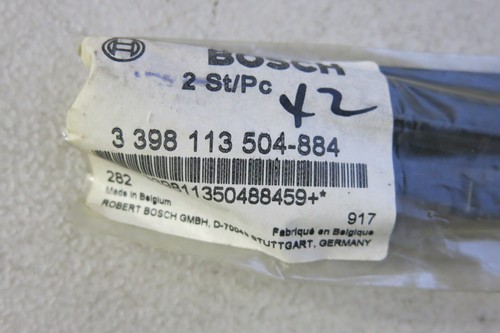 BOSCH
2 St/Pc
42
3 398 113 504-884
282
Made in Belgium
917
Fabriqué en Belgique
ROBERT BOSCH GMBH, STUTTGART, GERMANY